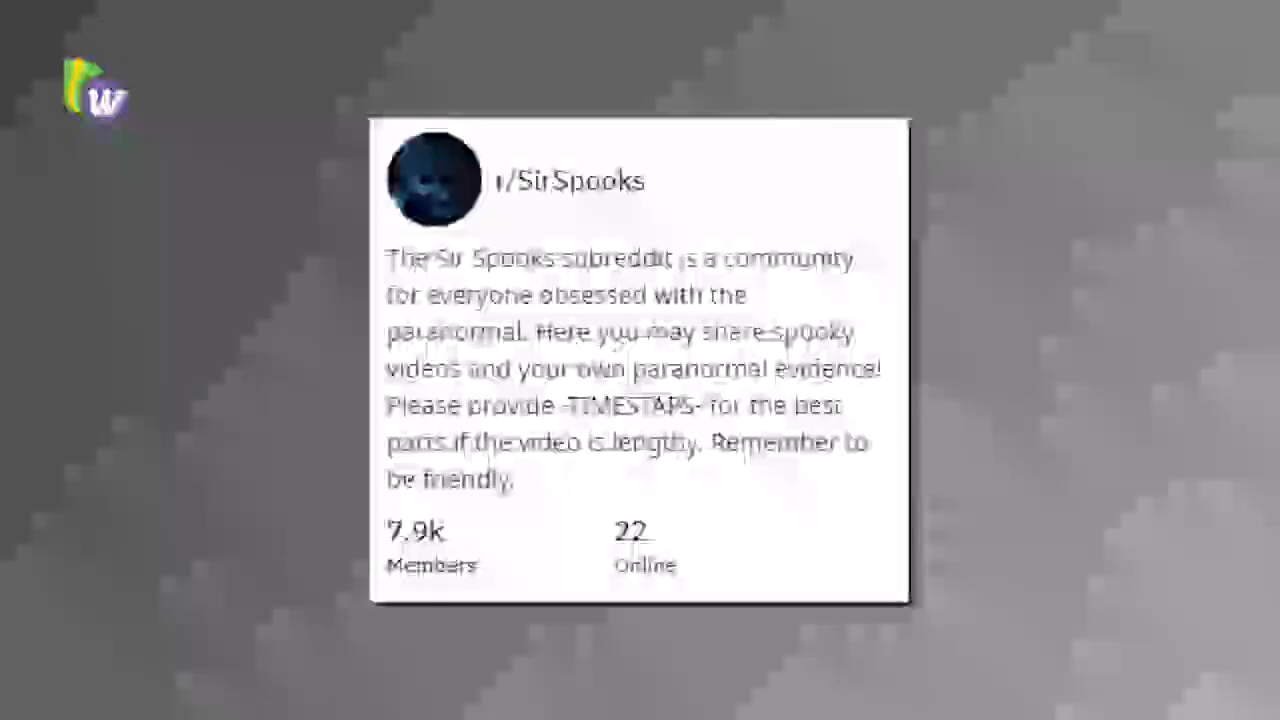 w
r/SirSpooks
The Sir Spooks subreddit is a community
for everyone obsessed with the
paranormal. Here you may share spooky
videos and your own paranormal evidence!
Please provide -TIMESTAPS- for the best
parts if the video is lengthy. Remember to
be friendly.
7.9k
22
Members
Online